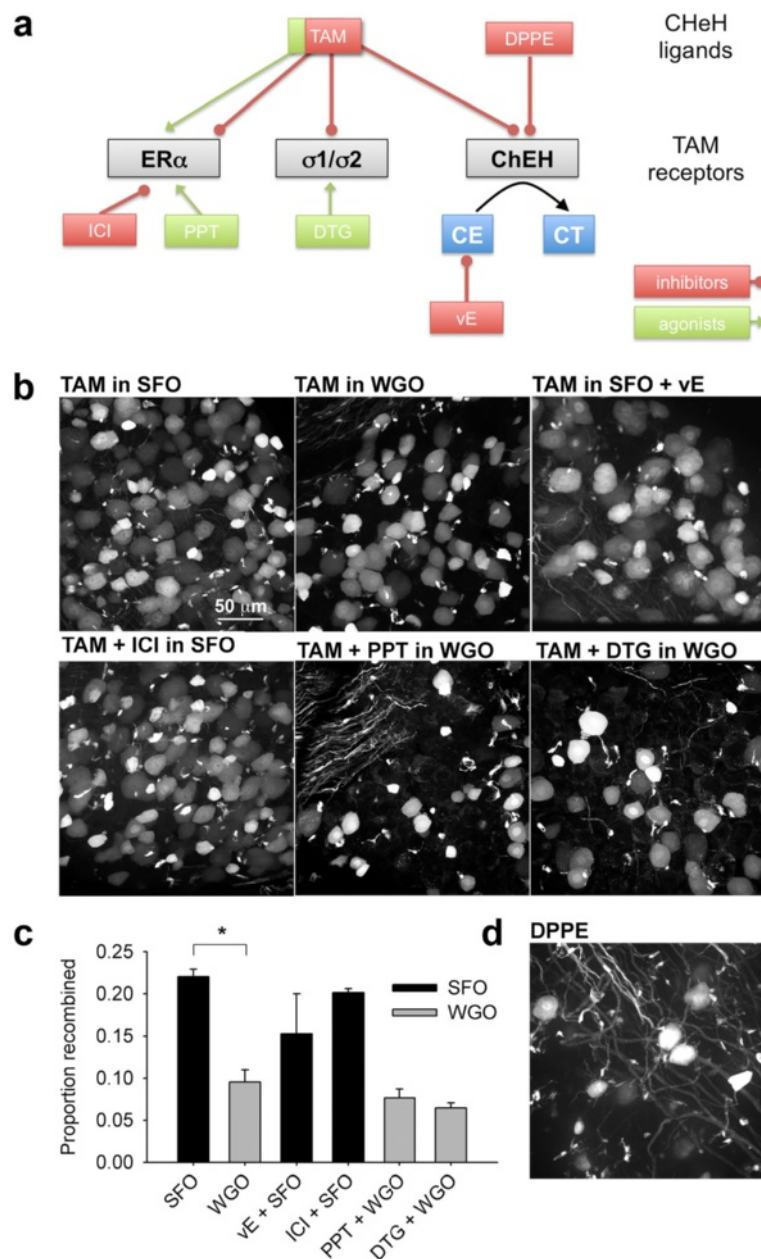 a
TAM
DPPE
CHeH
ligands
ERα
σ1/σ2
ChEH
TAM
receptors
ICI
PPT
DTG
CE
CT
vE
inhibitors
agonists
b
TAM in SFO
TAM in WGO
TAM in SFO + vE
50 μm
TAM + ICI in SFO
TAM + PPT in WGO
TAM + DTG in WGO
c
Proportion recombined
0.25
0.20
0.15
0.10
0.05
0.00
*
SFO
WGO
SFO
WGO
vE + SFO
ICI + SFO
PPT + WGO
DTG + WGO
d
DPPE